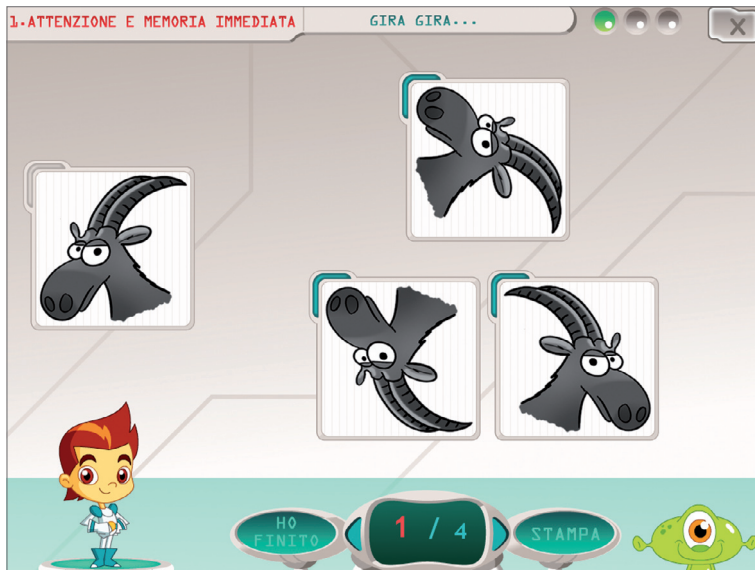 1.ATTENZIONE E MEMORIA IMMEDIATA
GIRA GIRA...
X
HO
FINITO
1 / 4
STAMPA